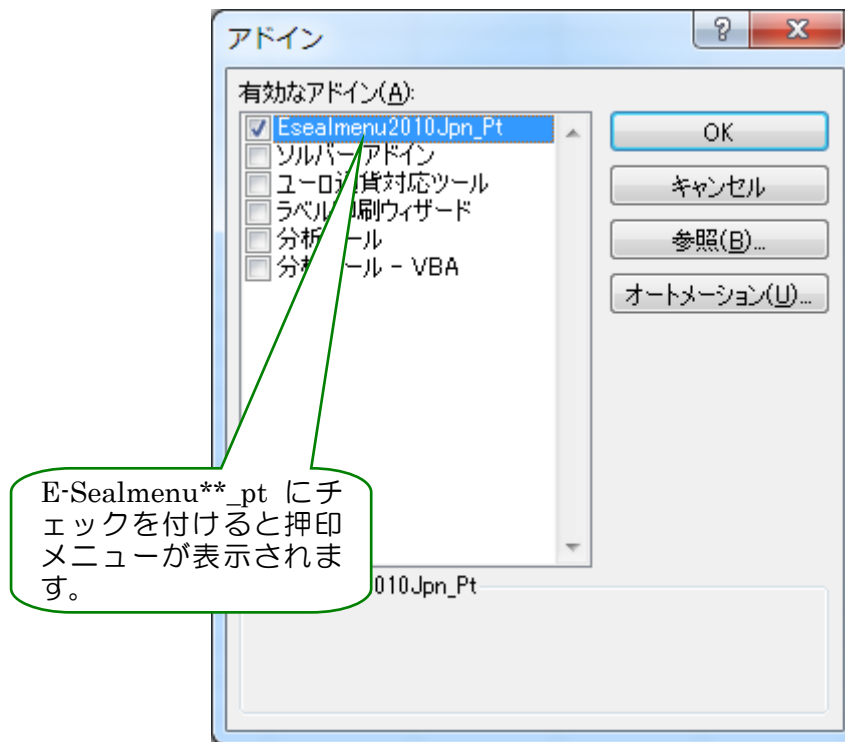 アドイン
有効なアドイン(A):
Esealmenu2010Jpn_Pt
ソルバー アドイン
ユーロ通貨対応ツール
ラベル印刷ウィザード
分析ツール
分析ツール - VBA
OK
キャンセル
参照(B)...
オートメーション(U)...
E-Sealmenu**_pt にチ
ェックを付けると押印
メニューが表示されま
す。
010Jpn_Pt